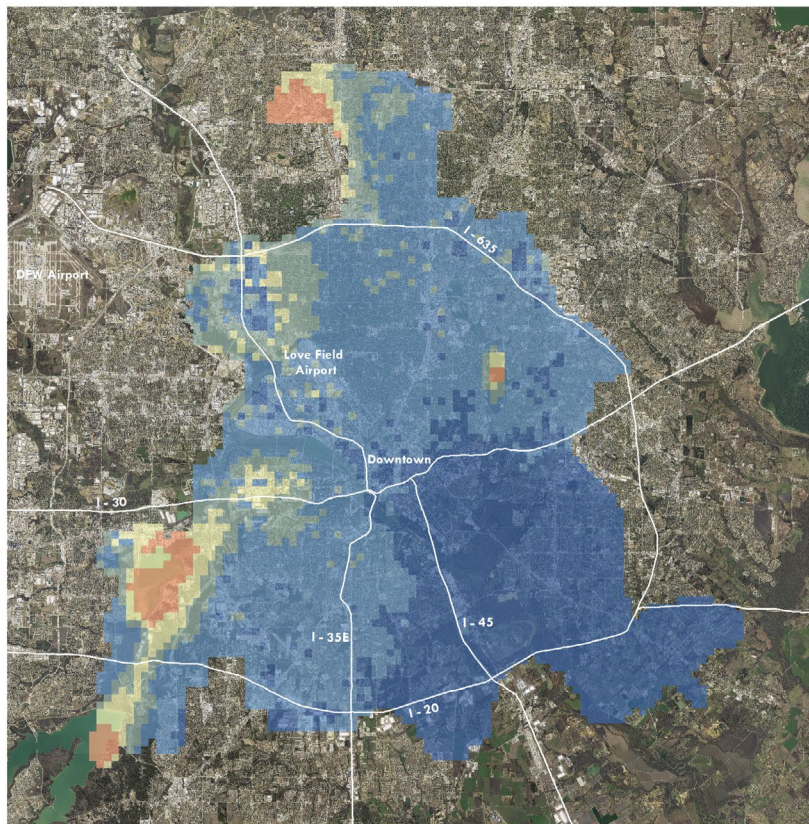 I - 635
DFW Airport
Love Field
Airport
Downtown
I - 30
I - 45
I - 35E
I - 20